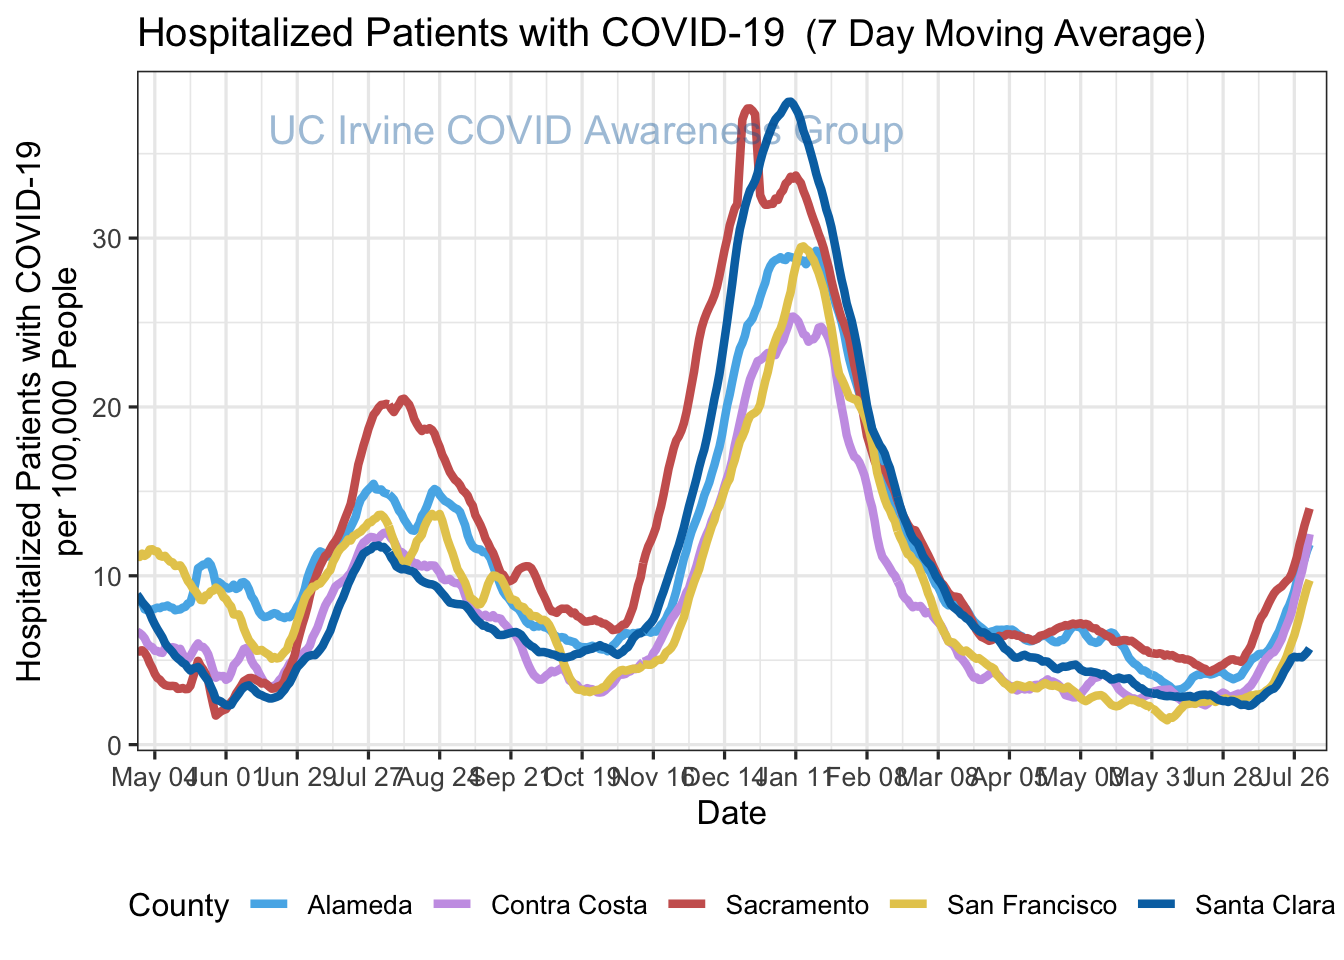 Hospitalized Patients with COVID-19 (7 Day Moving Average)
UC Irvine COVID Awareness Group
Hospitalized Patients with COVID-19
per 100,000 People
30
20
10
0
May 04 Jun 01 Jun 29 Jul 27 Aug 24 Sep 21 Oct 19 Nov 16 Dec 14 Jan 11 Feb 08 Mar 08 Apr 05 May 03 May 31 Jun 28 Jul 26
Date
County Alameda Contra Costa Sacramento San Francisco Santa Clara